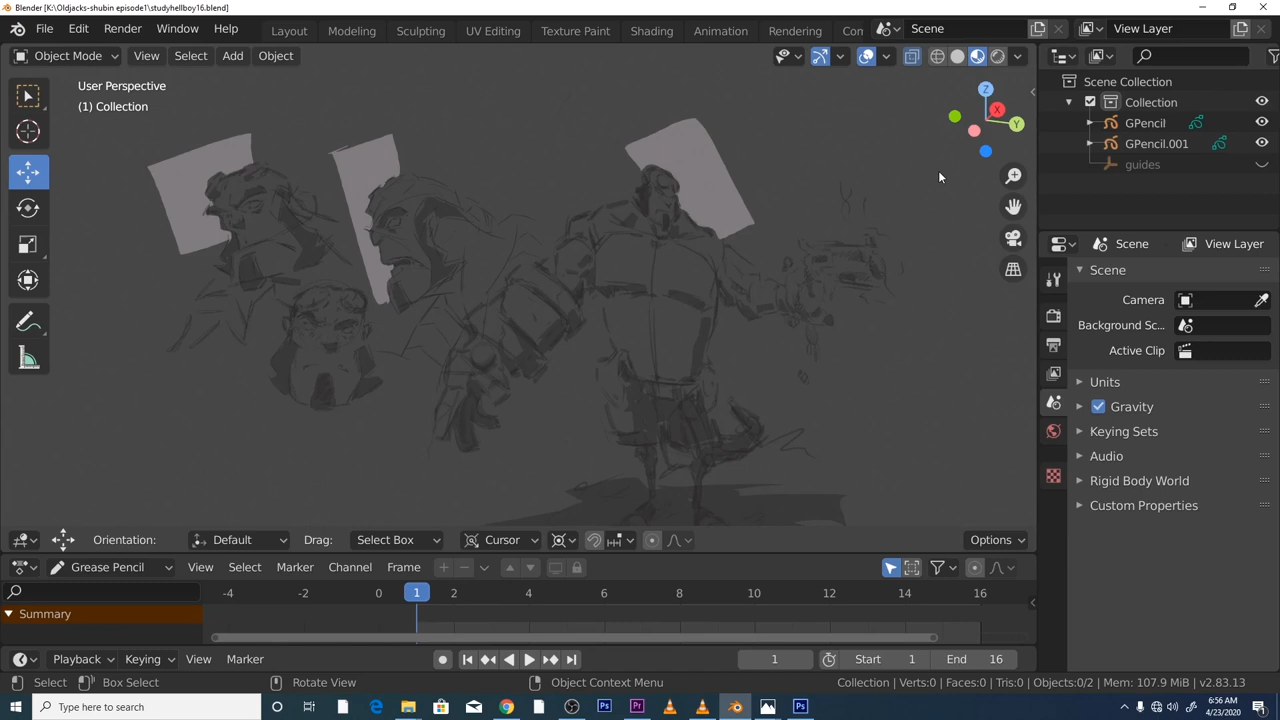 Blender [K:\Oldjacks-shubin episode1\studyhellboy16.blend]
File Edit Render Window Help Layout Modeling Sculpting UV Editing Texture Paint Shading Animation Rendering Com Scene View Layer
Object Mode View Select Add Object
User Perspective
(1) Collection
Z
X
Y
Scene Collection
Collection
GPencil
GPencil.001
guides
Scene View Layer
Scene
Camera
Background Sc...
Active Clip
Units
Gravity
Keying Sets
Audio
Rigid Body World
Custom Properties
Orientation: Default Drag: Select Box Cursor Options
Grease Pencil View Select Marker Channel Frame
-4 -2 0 1 2 4 6 8 10 12 14 16
Summary
Playback Keying View Marker 1 Start 1 End 16
Select Box Select Rotate View Object Context Menu Collection | Verts:0 | Faces:0 | Tris:0 | Objects:0/2 | Mem: 107.9 MiB | v2.83.13
Type here to search
6:56 AM
4/23/2020